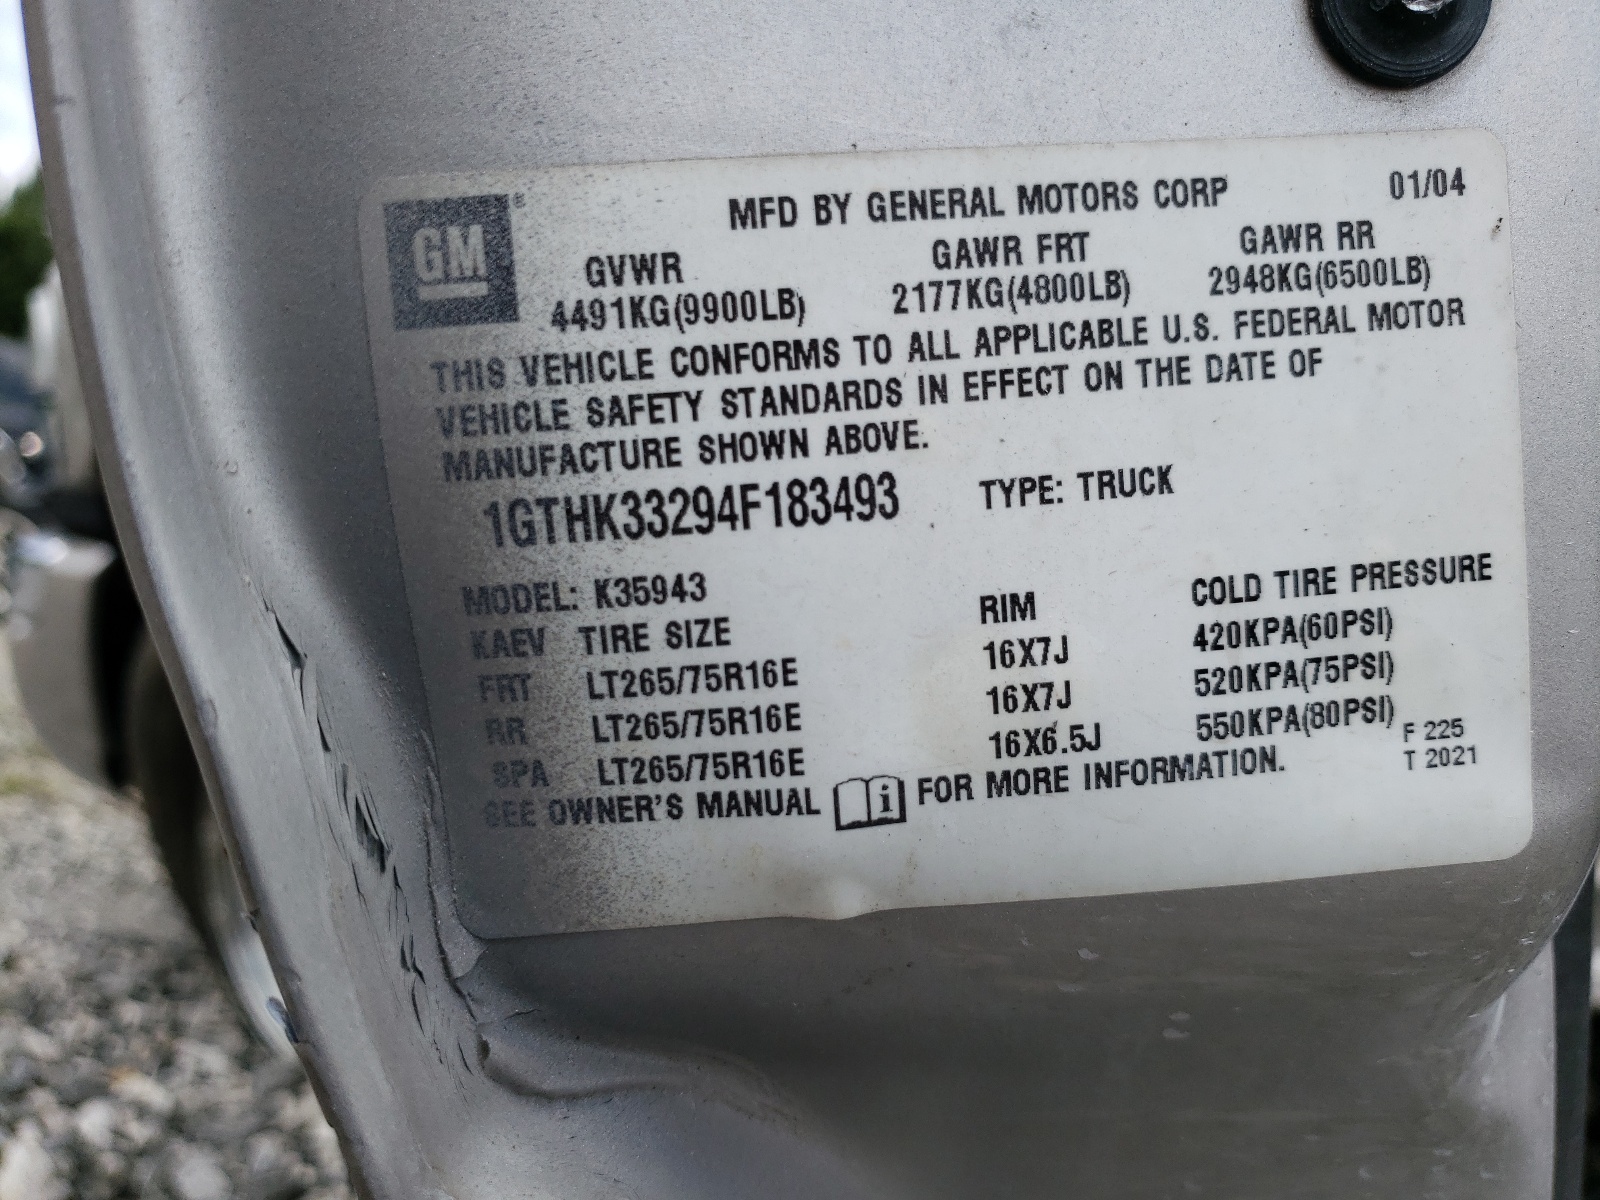 GM®
MFD BY GENERAL MOTORS CORP 01/04
GVWR GAWR FRT GAWR RR
4491KG(9900LB) 2177KG(4800LB) 2948KG(6500LB)
THIS VEHICLE CONFORMS TO ALL APPLICABLE U.S. FEDERAL MOTOR
VEHICLE SAFETY STANDARDS IN EFFECT ON THE DATE OF
MANUFACTURE SHOWN ABOVE.
1GTHK33294F183493 TYPE: TRUCK
MODEL: K35943
KAEV TIRE SIZE RIM COLD TIRE PRESSURE
FRT LT265/75R16E 16X7J 420KPA(60PSI)
RR LT265/75R16E 16X7J 520KPA(75PSI)
SPA LT265/75R16E 16X6.5J 550KPA(80PSI)
SEE OWNER'S MANUAL i FOR MORE INFORMATION.
F 225
T 2021